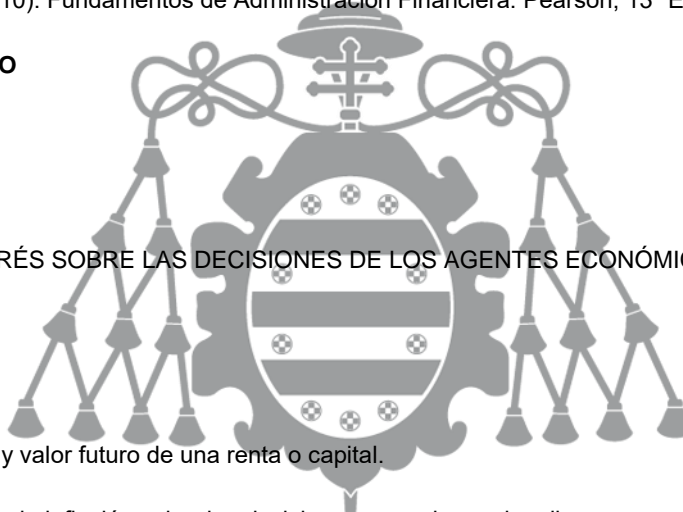 10). Fundamentos de Administración Financiera. Pearson, 13ª E
O
RÉS SOBRE LAS DECISIONES DE LOS AGENTES ECONÓMIC
y valor futuro de una renta o capital.